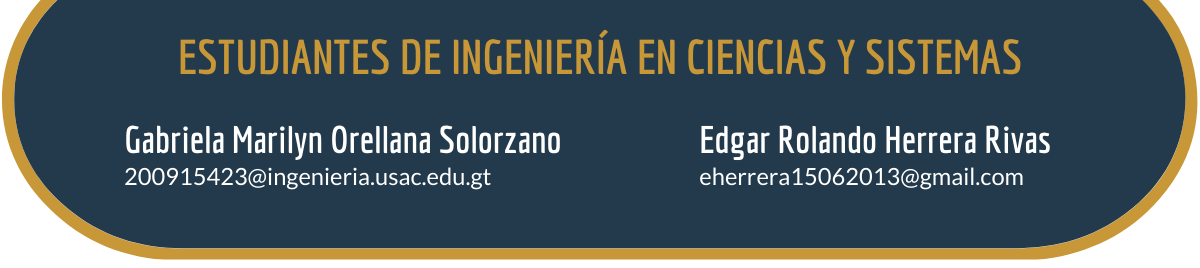 ESTUDIANTES DE INGENIERÍA EN CIENCIAS Y SISTEMAS
Gabriela Marilyn Orellana Solorzano
200915423@ingenieria.usac.edu.gt
Edgar Rolando Herrera Rivas
eherrera15062013@gmail.com